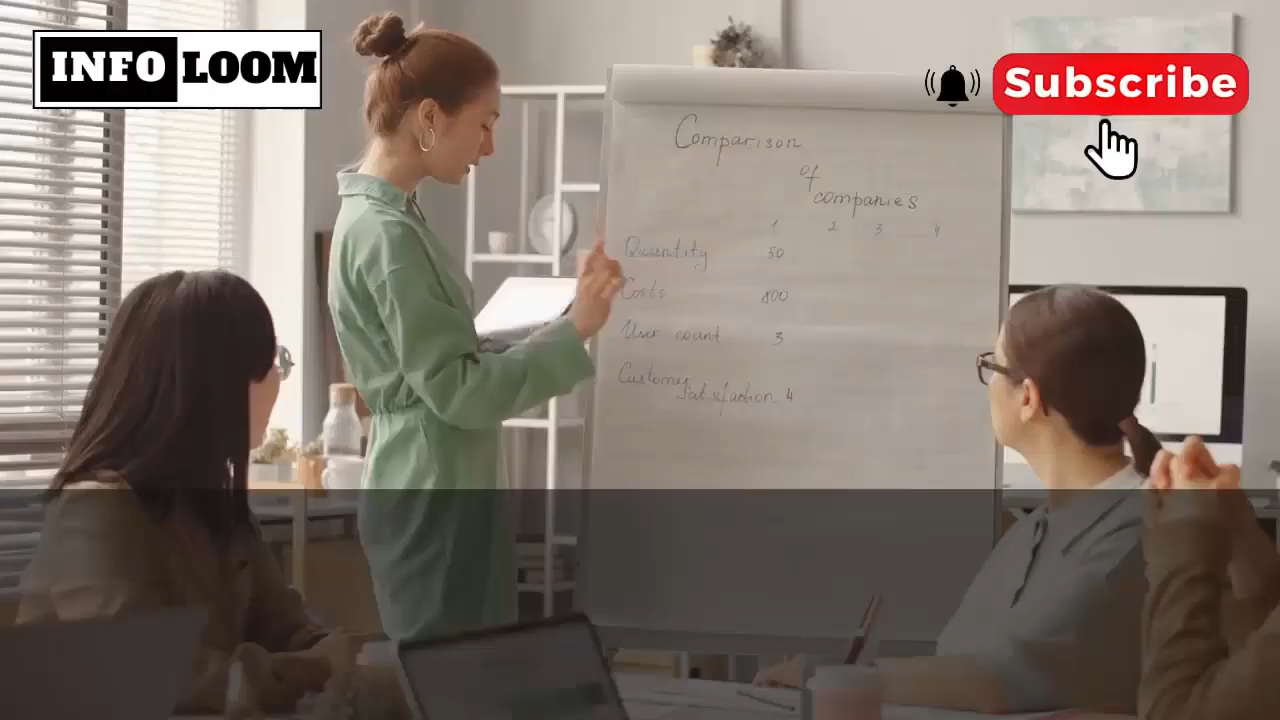 INFO LOOM
Subscribe
Comparison
of
companies
1 2 3 4
Quantity 50
Costs 800
User count 3
Customer
satisfaction 4